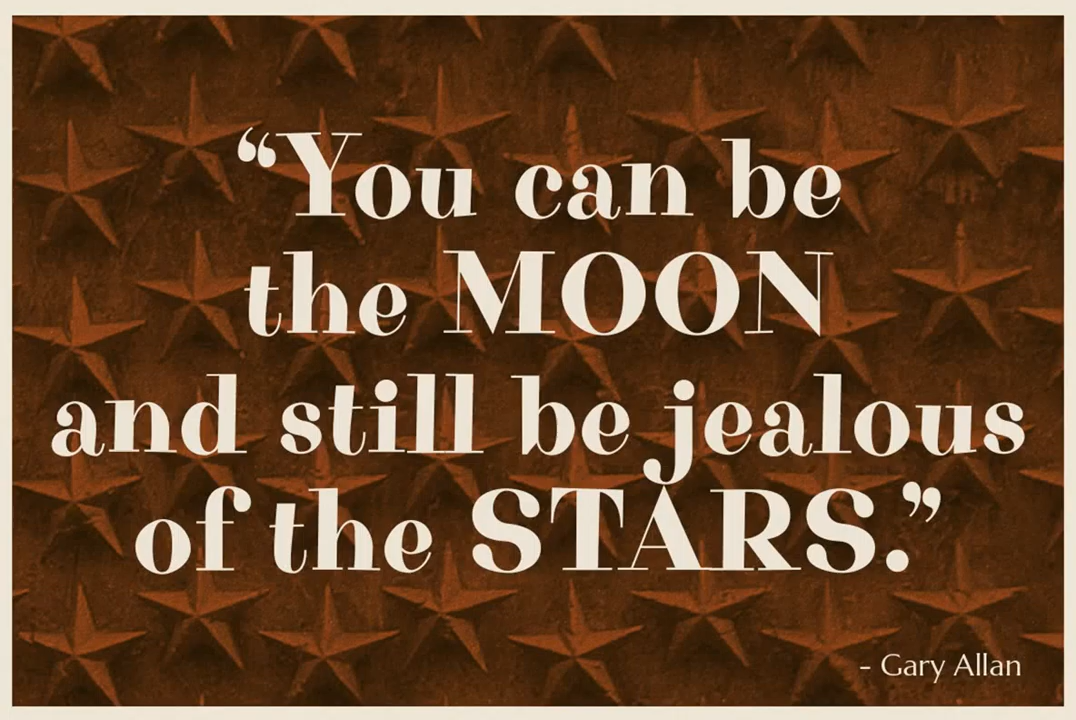 “You can be
the MOON
and still be jealous
of the STARS.”
- Gary Allan